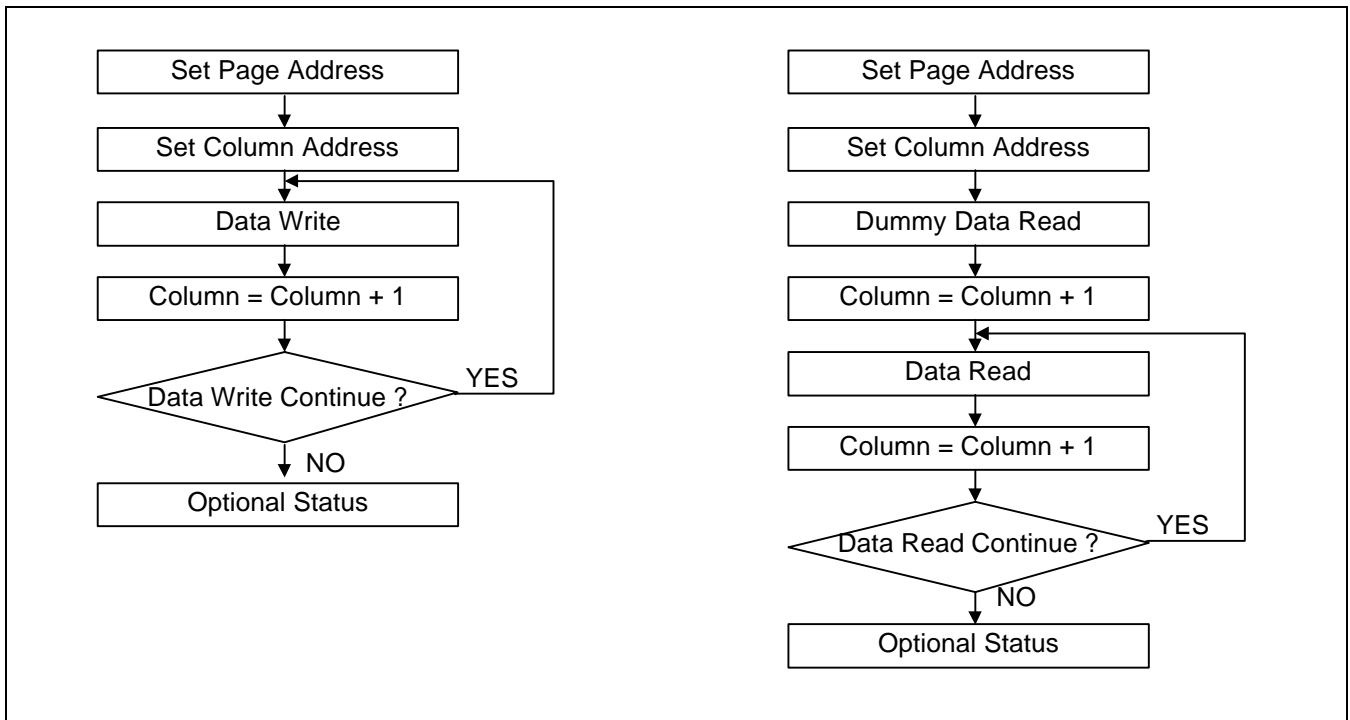 Set Page Address
Set Column Address
Data Write
Column = Column + 1
Data Write Continue ?
YES
NO
Optional Status
Set Page Address
Set Column Address
Dummy Data Read
Column = Column + 1
Data Read
Column = Column + 1
Data Read Continue ?
YES
NO
Optional Status